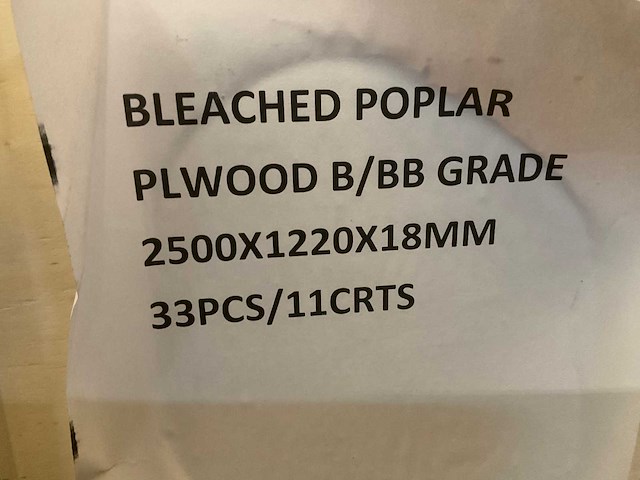 BLEACHED POPLAR
PLWOOD B/BB GRADE
2500X1220X18MM
33PCS/11CRTS